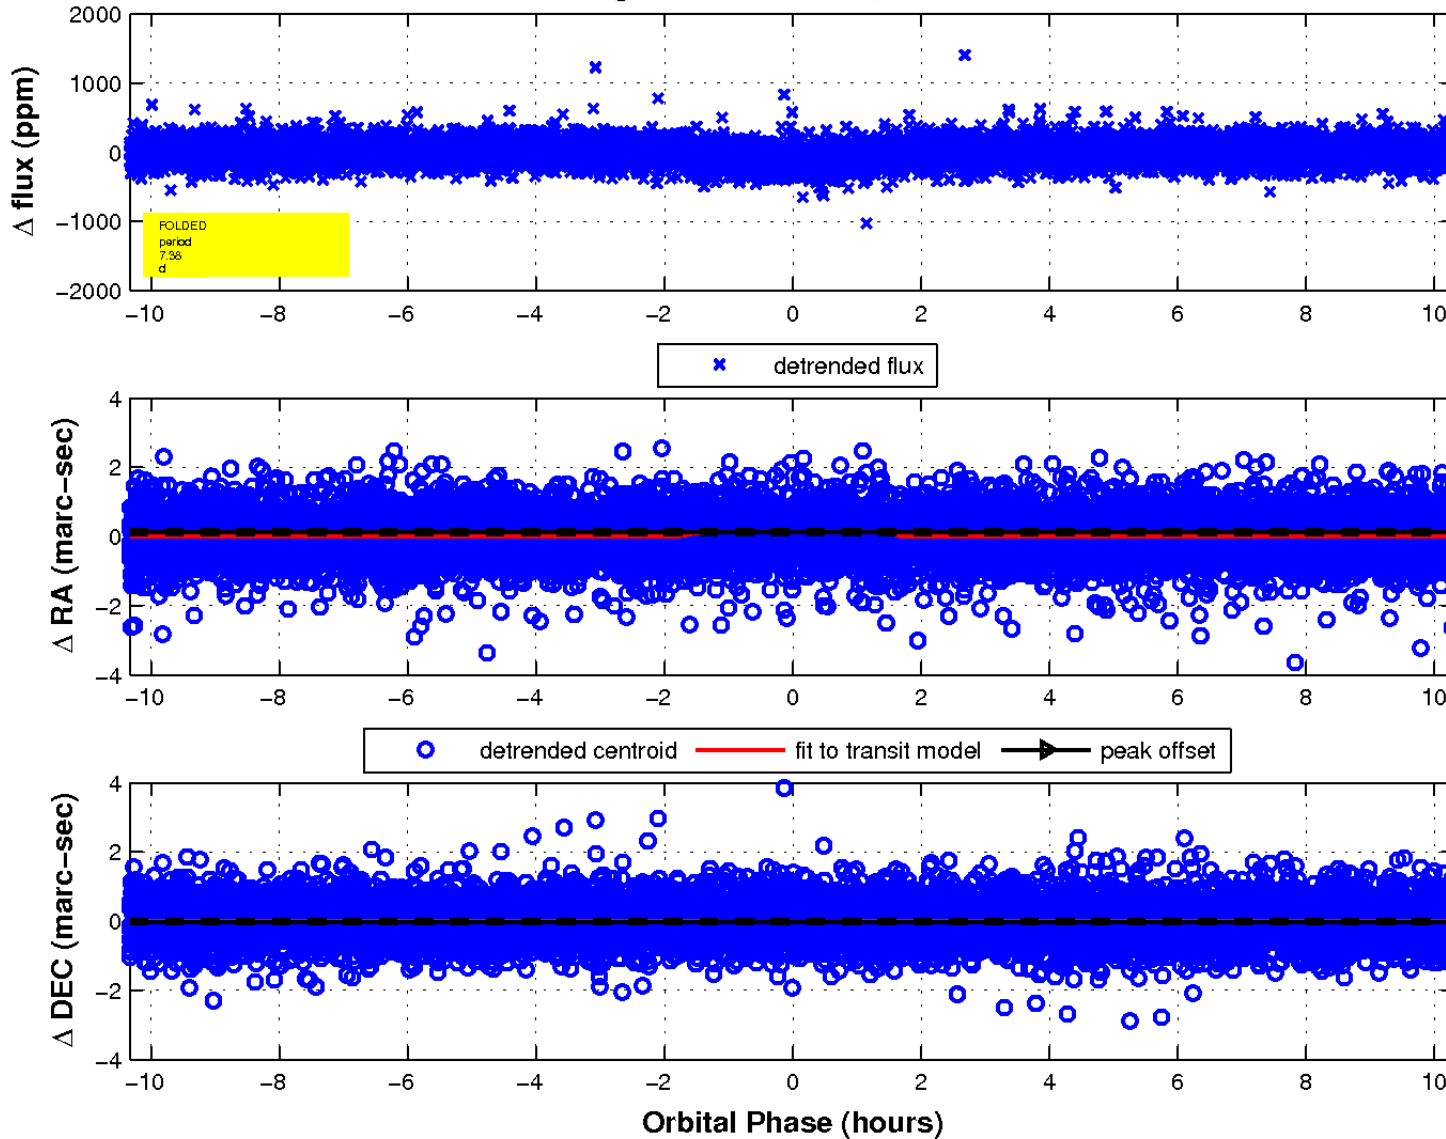 2000
1000
0
−1000
−2000
Δ flux (ppm)
FOLDED
period
7.38
d
−10 −8 −6 −4 −2 0 2 4 6 8 10
detrended flux
4
2
0
−2
−4
Δ RA (marc−sec)
−10 −8 −6 −4 −2 0 2 4 6 8 10
detrended centroid fit to transit model peak offset
4
2
0
−2
−4
Δ DEC (marc−sec)
−10 −8 −6 −4 −2 0 2 4 6 8 10
Orbital Phase (hours)